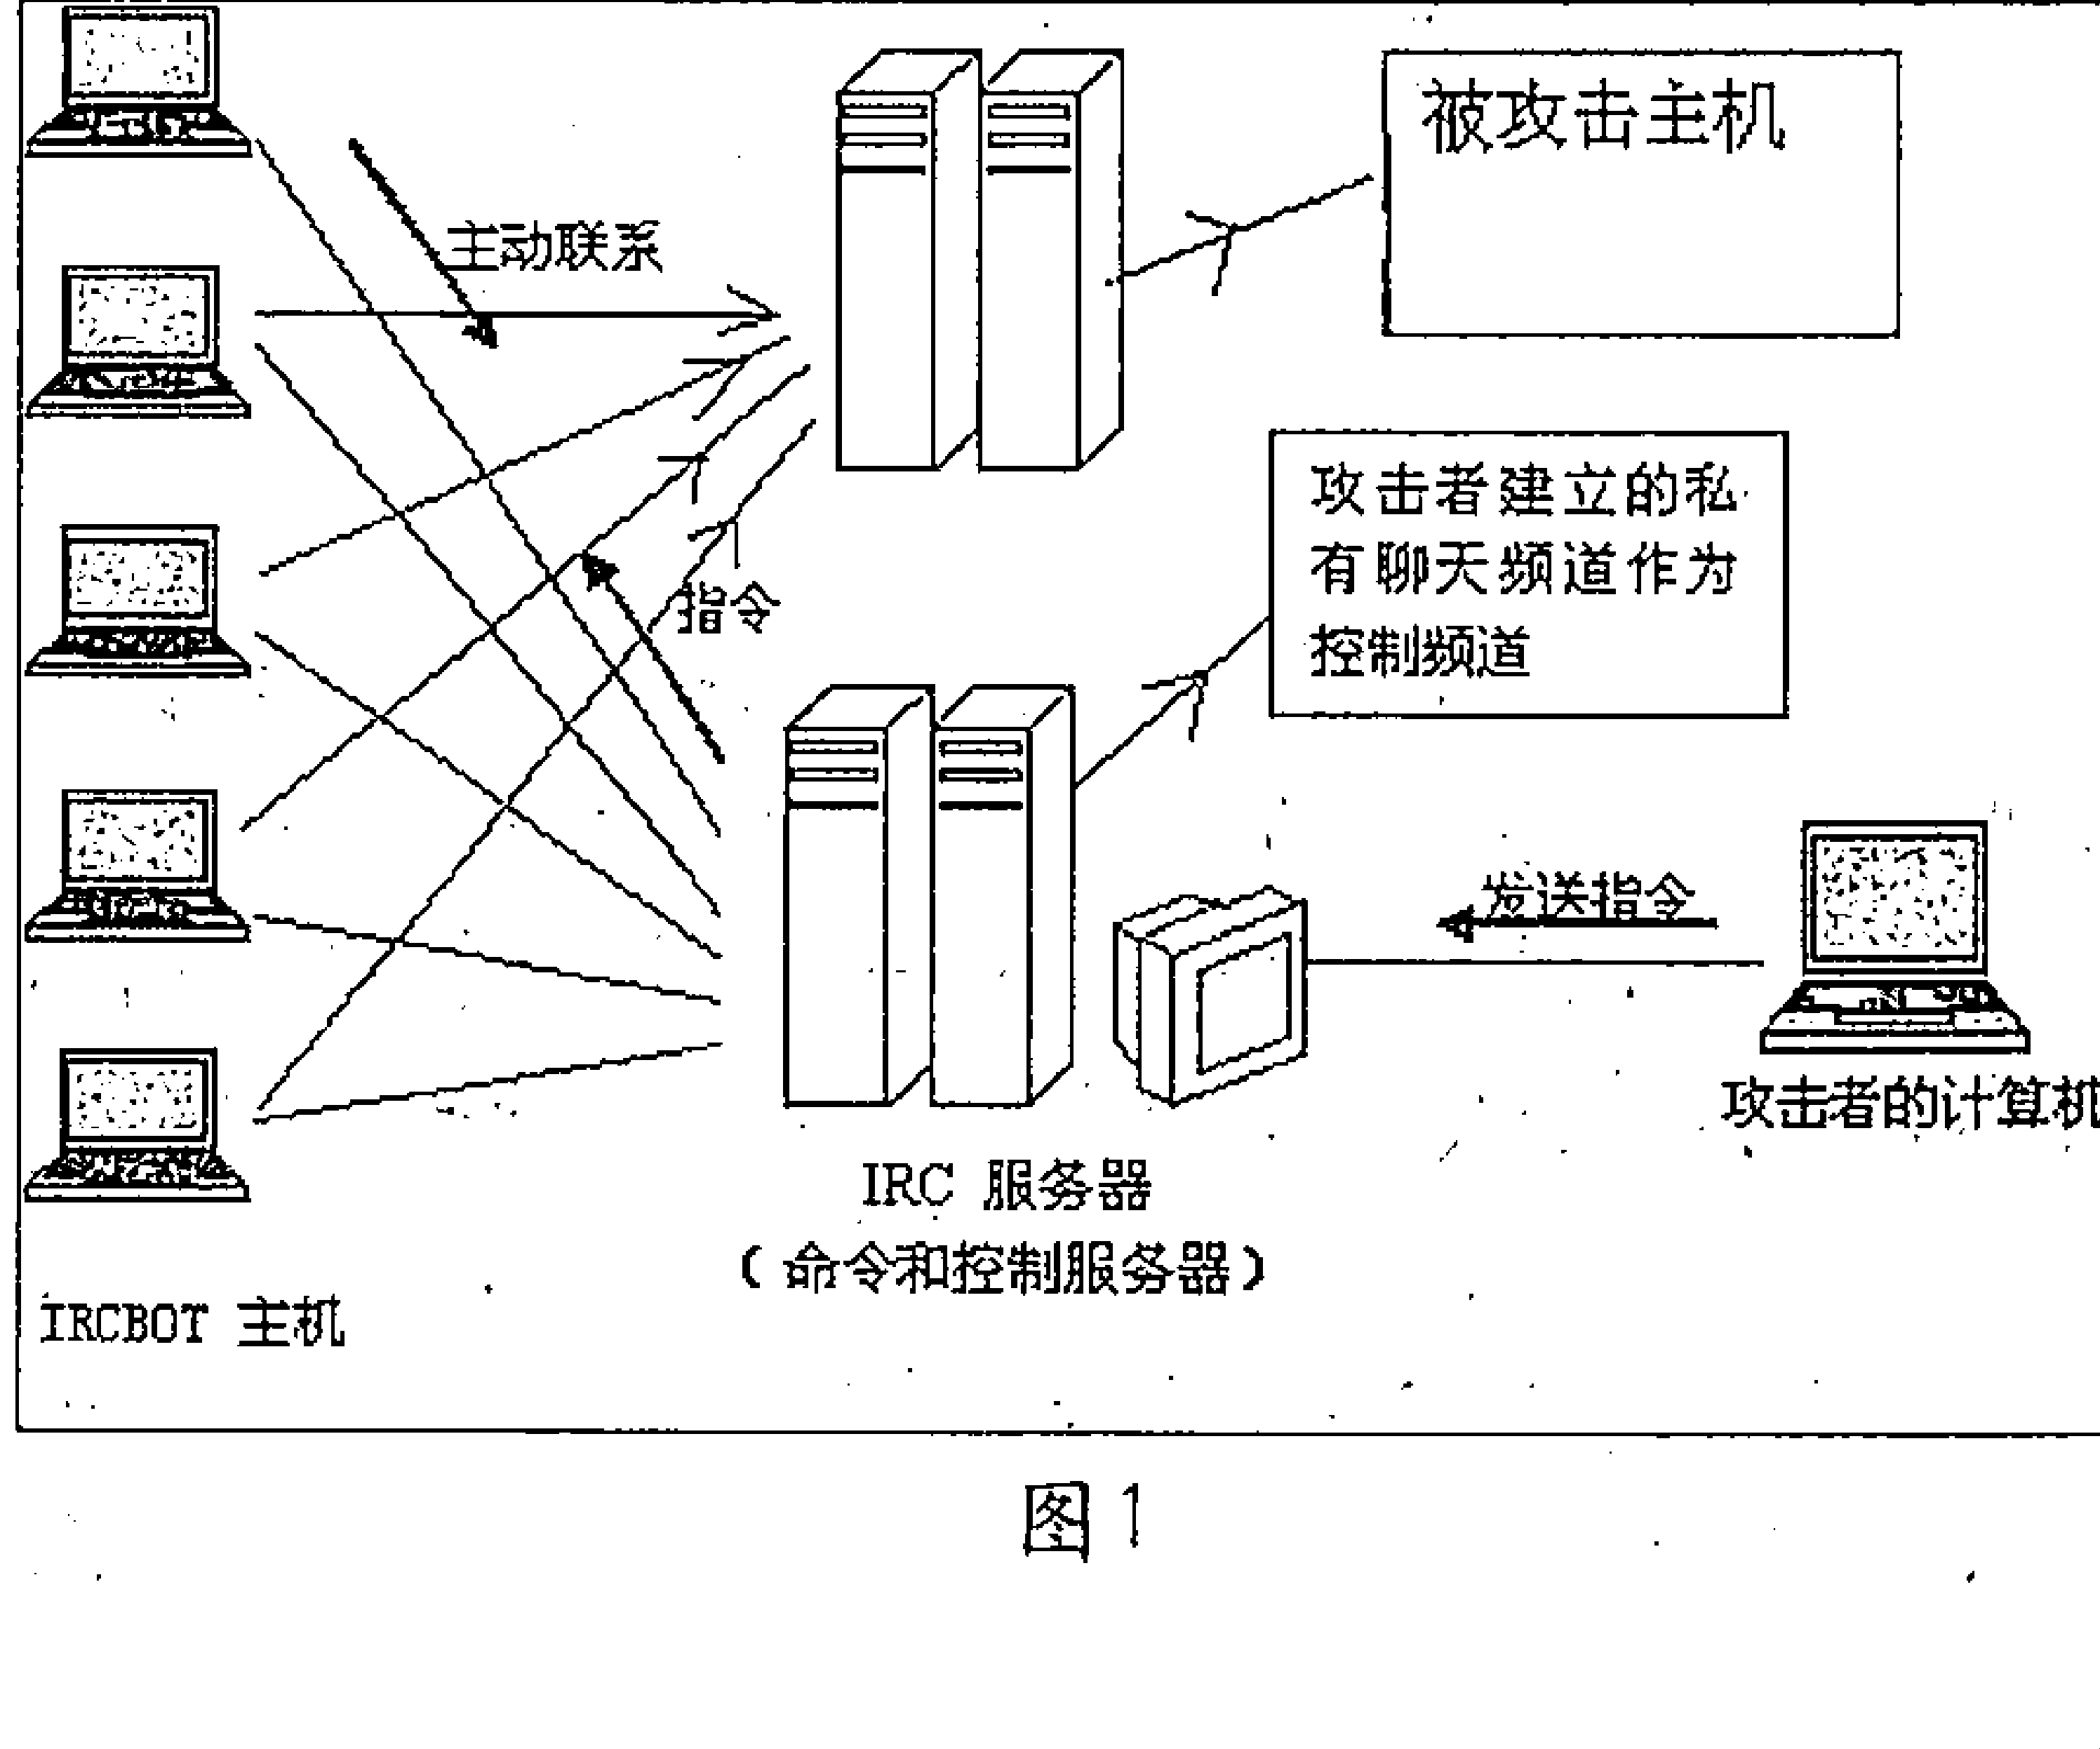 被攻击主机
主动联系
攻击者建立的私
有聊天频道作为
控制频道
指令
发送指令
攻击者的计算机
IRC 服务器
(命令和控制服务器)
IRCBOT 主机
图1